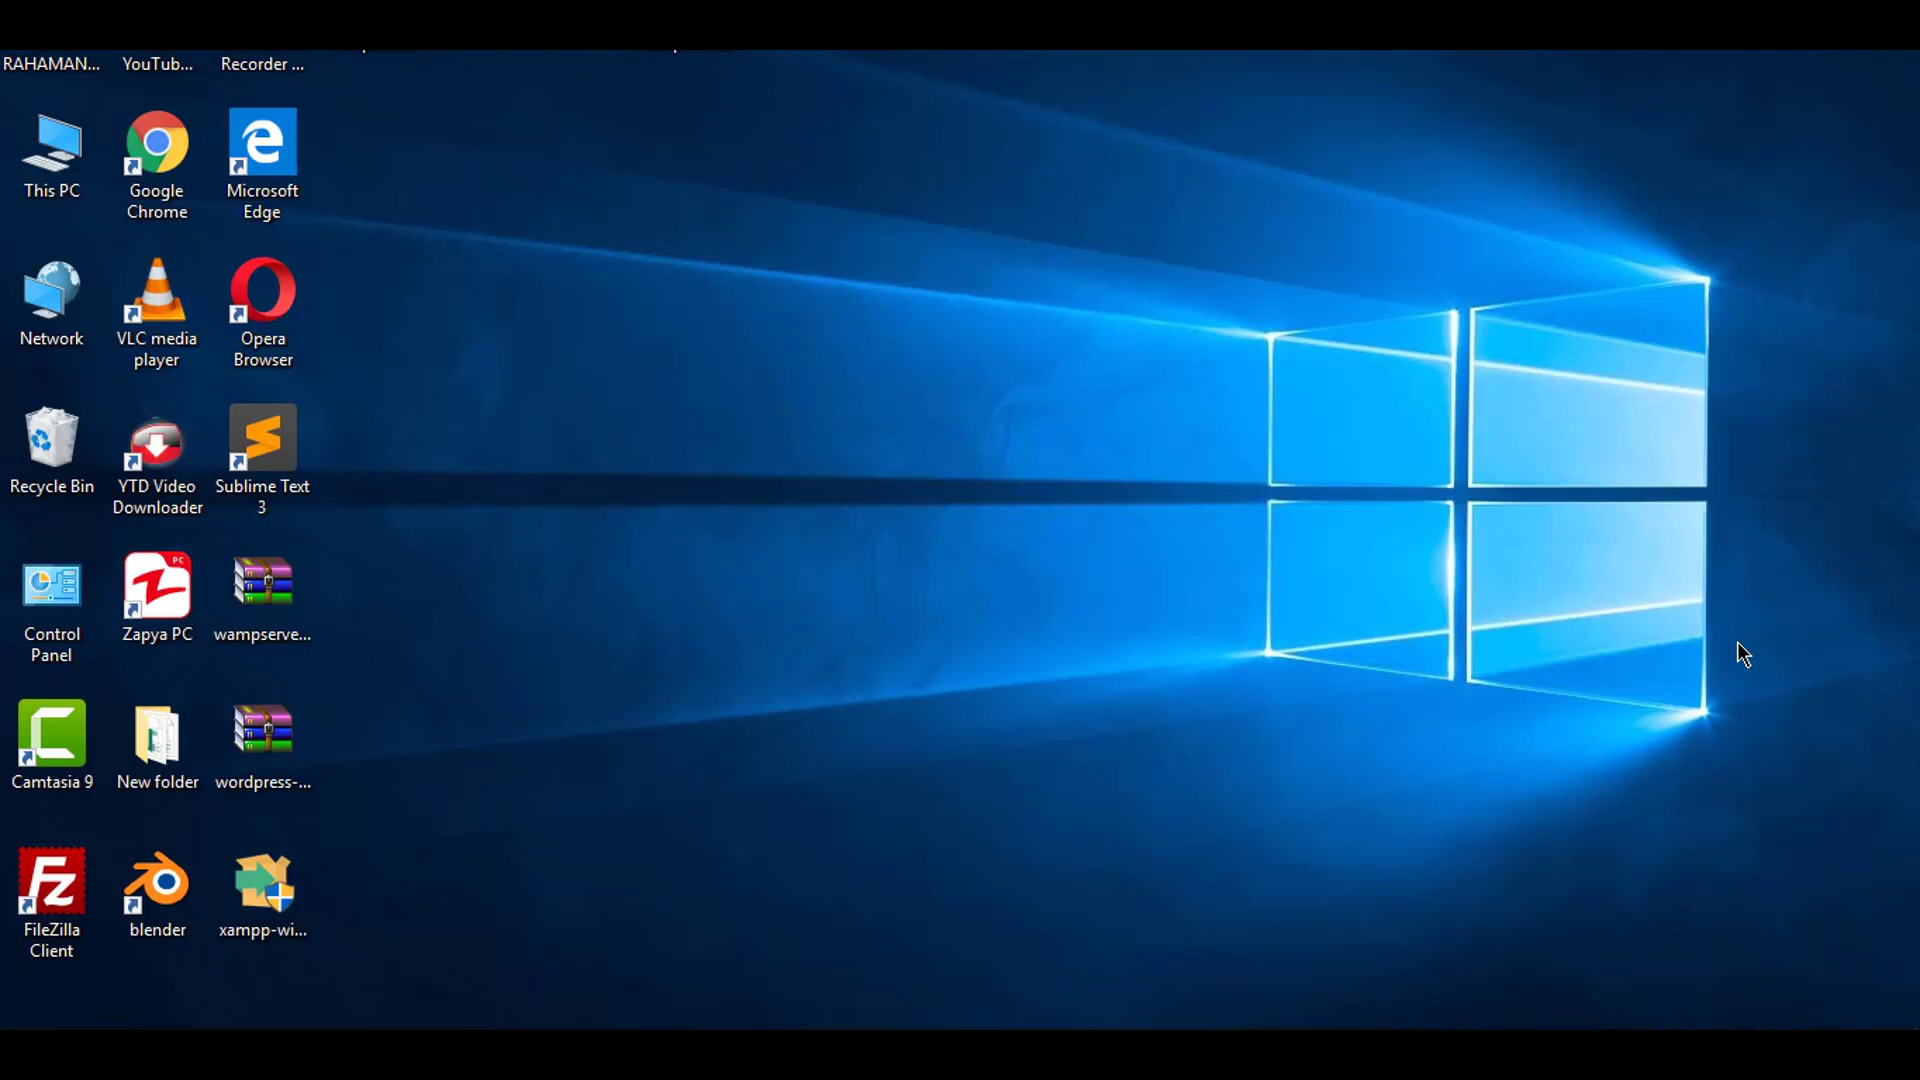 RAHAMAN...
YouTub...
Recorder ...
This PC
Google
Chrome
Microsoft
Edge
Network
VLC media
player
Opera
Browser
Recycle Bin
YTD Video
Downloader
Sublime Text
3
Control
Panel
PC
Zapya PC
wampserve...
Camtasia 9
New folder
wordpress-...
FileZilla
Client
blender
xampp-wi...